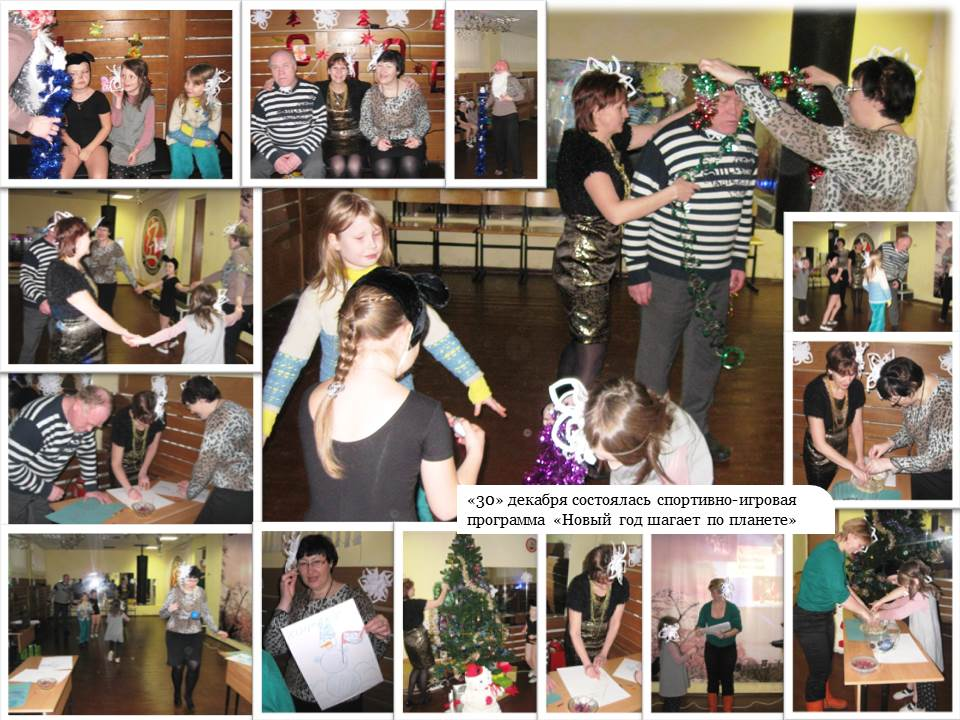 «30» декабря состоялась спортивно-игровая
программа «Новый год шагает по планете»